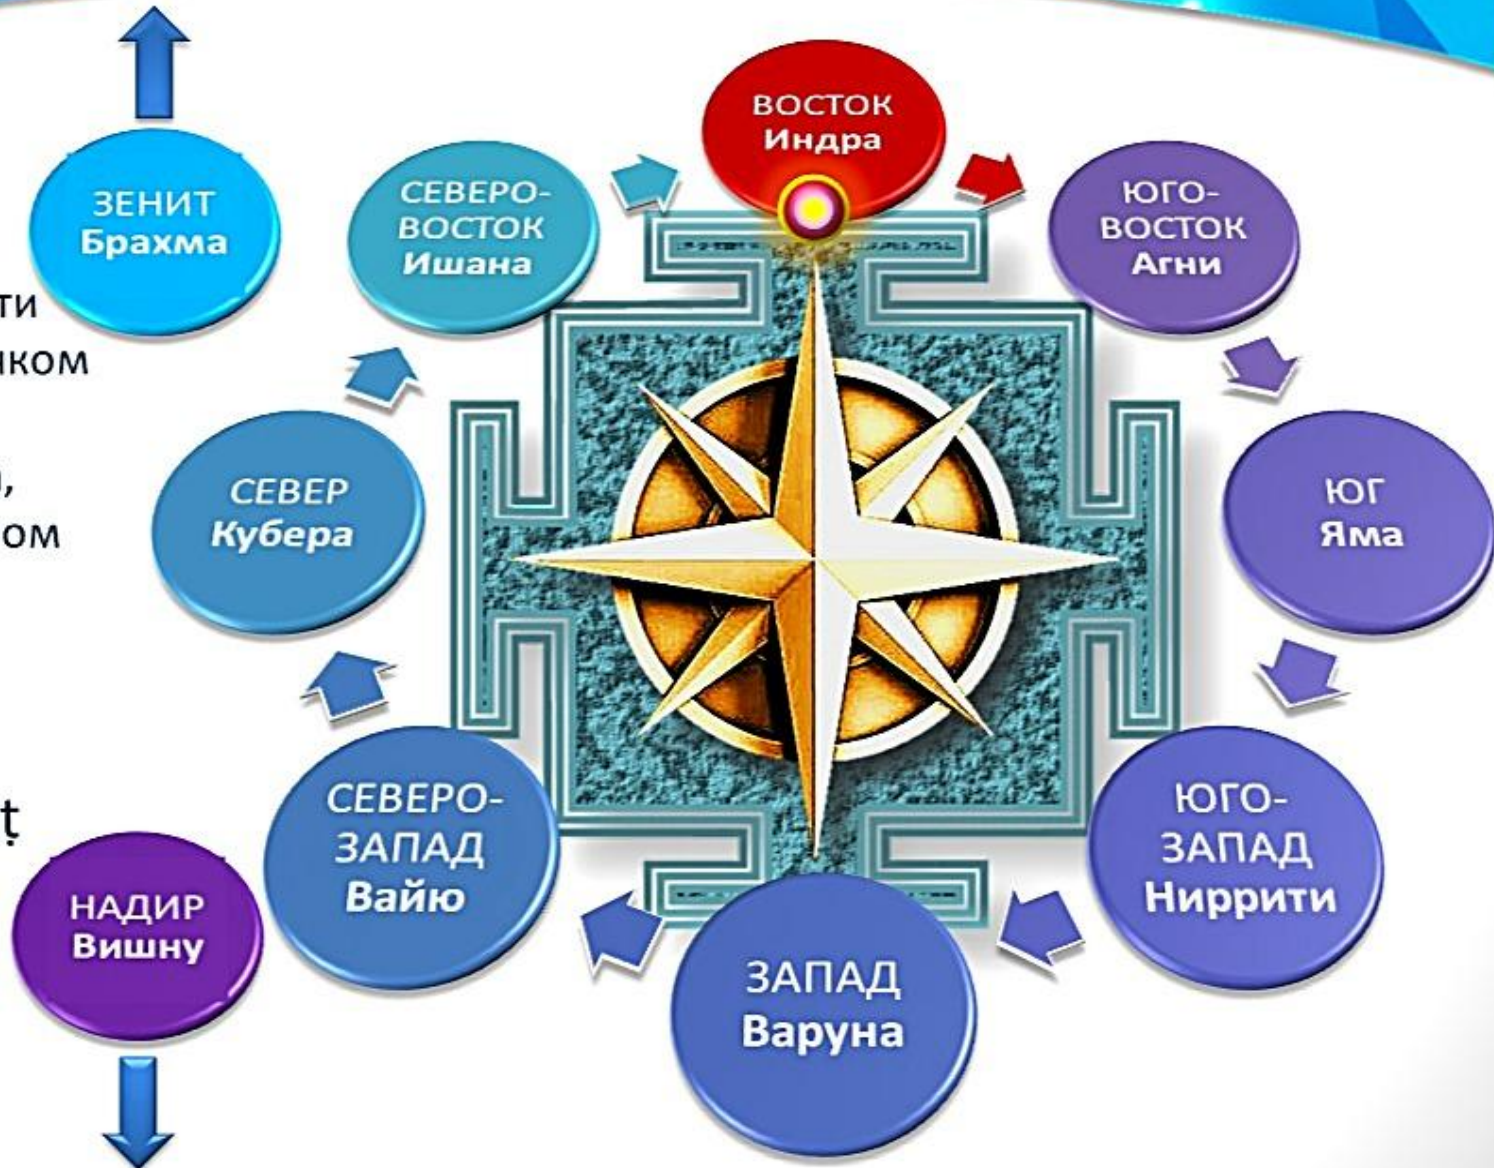 ВОСТОК
Индра
ЗЕНИТ
Брахма
СЕВЕРО-
ВОСТОК
Ишана
ЮГО-
ВОСТОК
Агни
СЕВЕР
Кубера
ЮГ
Яма
СЕВЕРО-
ЗАПАД
Вайю
ЮГО-
ЗАПАД
Ниррити
НАДИР
Вишну
ЗАПАД
Варуна